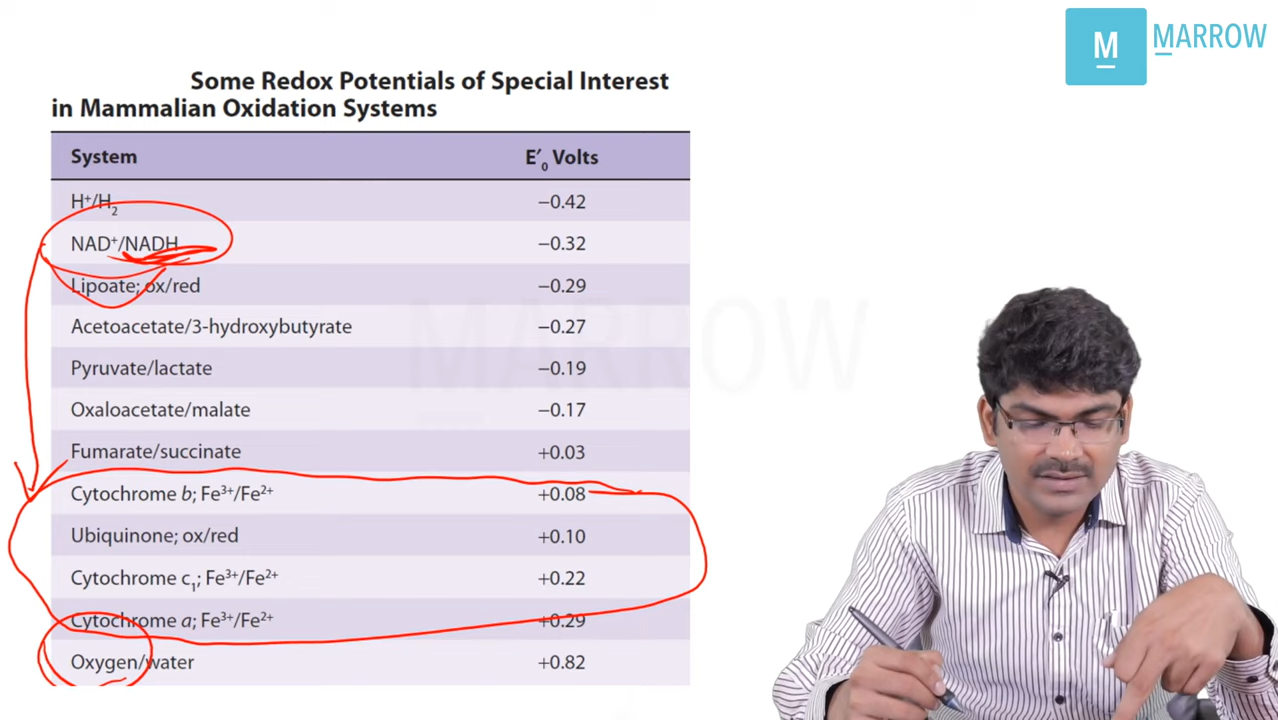 M MARROW
Some Redox Potentials of Special Interest
in Mammalian Oxidation Systems
System E′₀ Volts
H⁺/H₂ −0.42
NAD⁺/NADH −0.32
Lipoate; ox/red −0.29
Acetoacetate/3-hydroxybutyrate −0.27
Pyruvate/lactate −0.19
Oxaloacetate/malate −0.17
Fumarate/succinate +0.03
Cytochrome b; Fe³⁺/Fe²⁺ +0.08
Ubiquinone; ox/red +0.10
Cytochrome c₁; Fe³⁺/Fe²⁺ +0.22
Cytochrome a; Fe³⁺/Fe²⁺ +0.29
Oxygen/water +0.82
MARROW